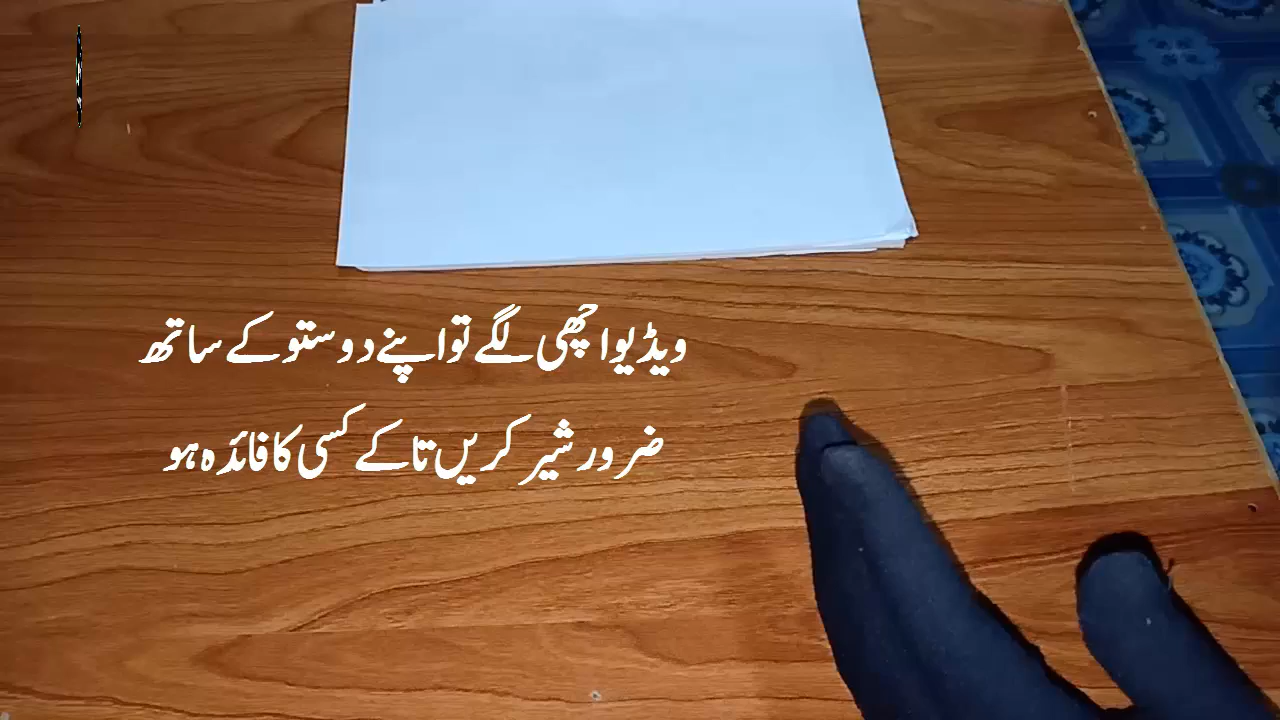 ویڈیو اچھی لگے تو اپنے دوستو کے ساتھ
ضرور شیر کریں تا کے کسی کا فائدہ ہو